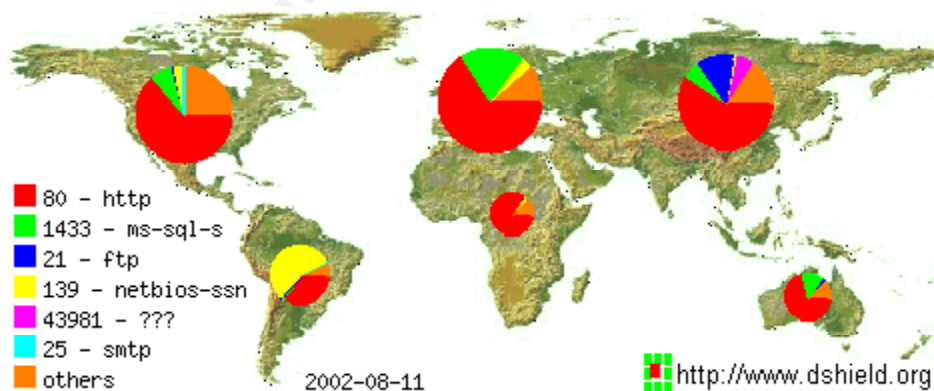 80 - http
1433 - ms-sql-s
21 - ftp
139 - netbios-ssn
43981 - ???
25 - smtp
others
2002-08-11
http://www.dshield.org